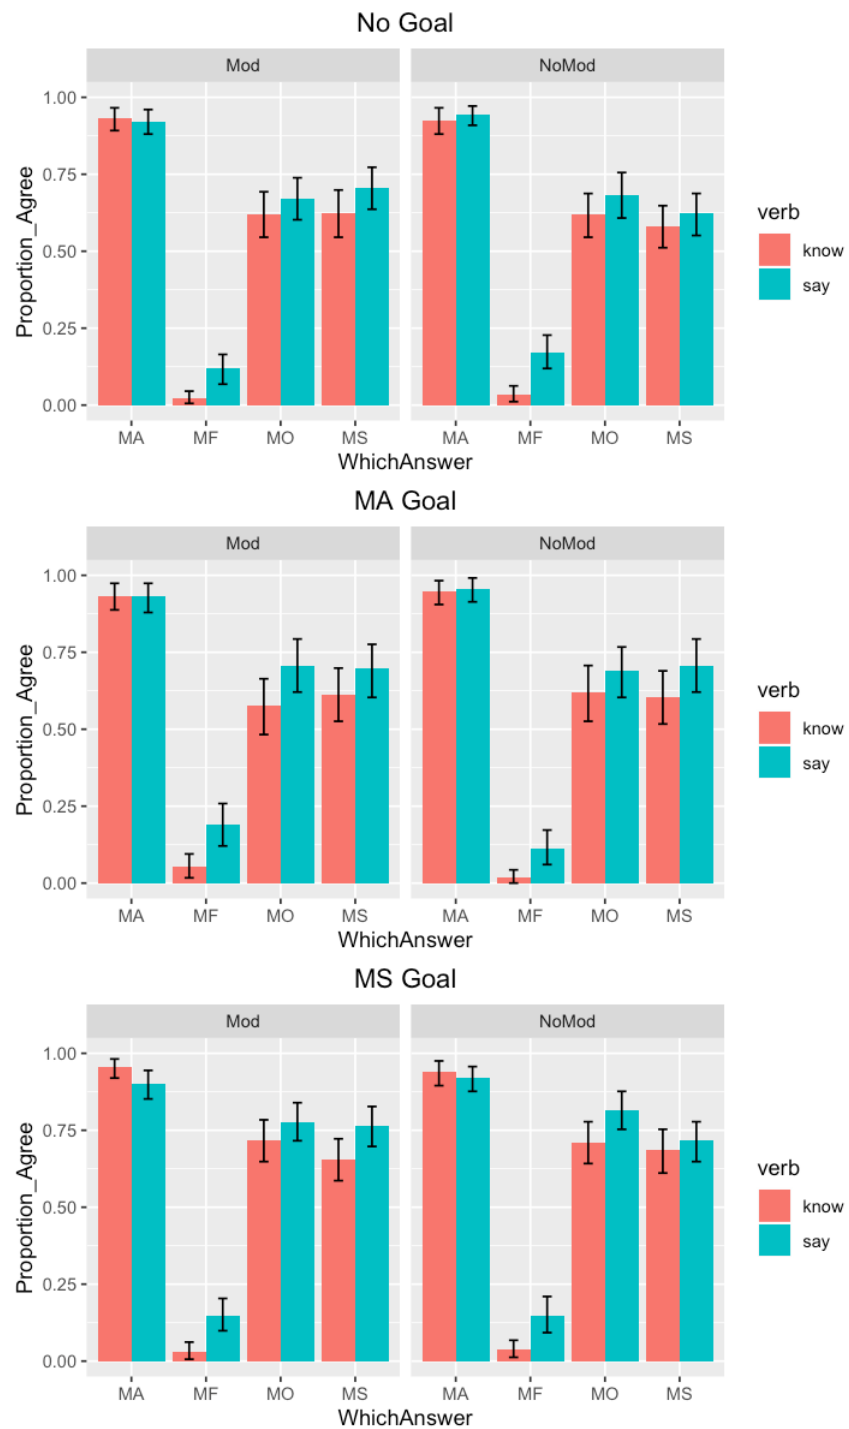 No Goal
Mod NoMod
Proportion_Agree
1.00
0.75
0.50
0.25
0.00
MA MF MO MS MA MF MO MS
WhichAnswer
verb
know
say
MA Goal
Mod NoMod
Proportion_Agree
1.00
0.75
0.50
0.25
0.00
MA MF MO MS MA MF MO MS
WhichAnswer
verb
know
say
MS Goal
Mod NoMod
Proportion_Agree
1.00
0.75
0.50
0.25
0.00
MA MF MO MS MA MF MO MS
WhichAnswer
verb
know
say